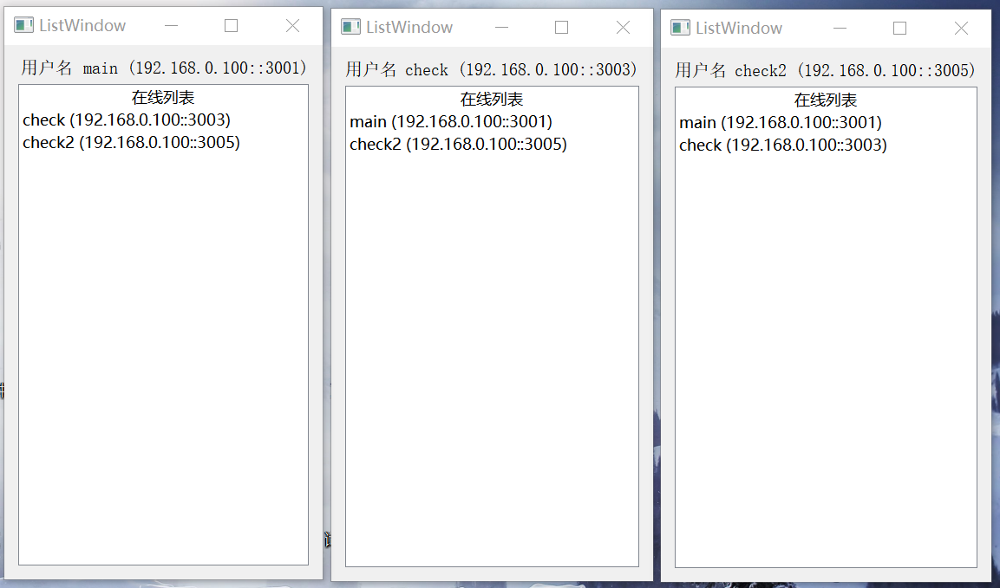 ListWindow
用户名 main (192.168.0.100::3001)
在线列表
check (192.168.0.100::3003)
check2 (192.168.0.100::3005)
ListWindow
用户名 check (192.168.0.100::3003)
在线列表
main (192.168.0.100::3001)
check2 (192.168.0.100::3005)
ListWindow
用户名 check2 (192.168.0.100::3005)
在线列表
main (192.168.0.100::3001)
check (192.168.0.100::3003)